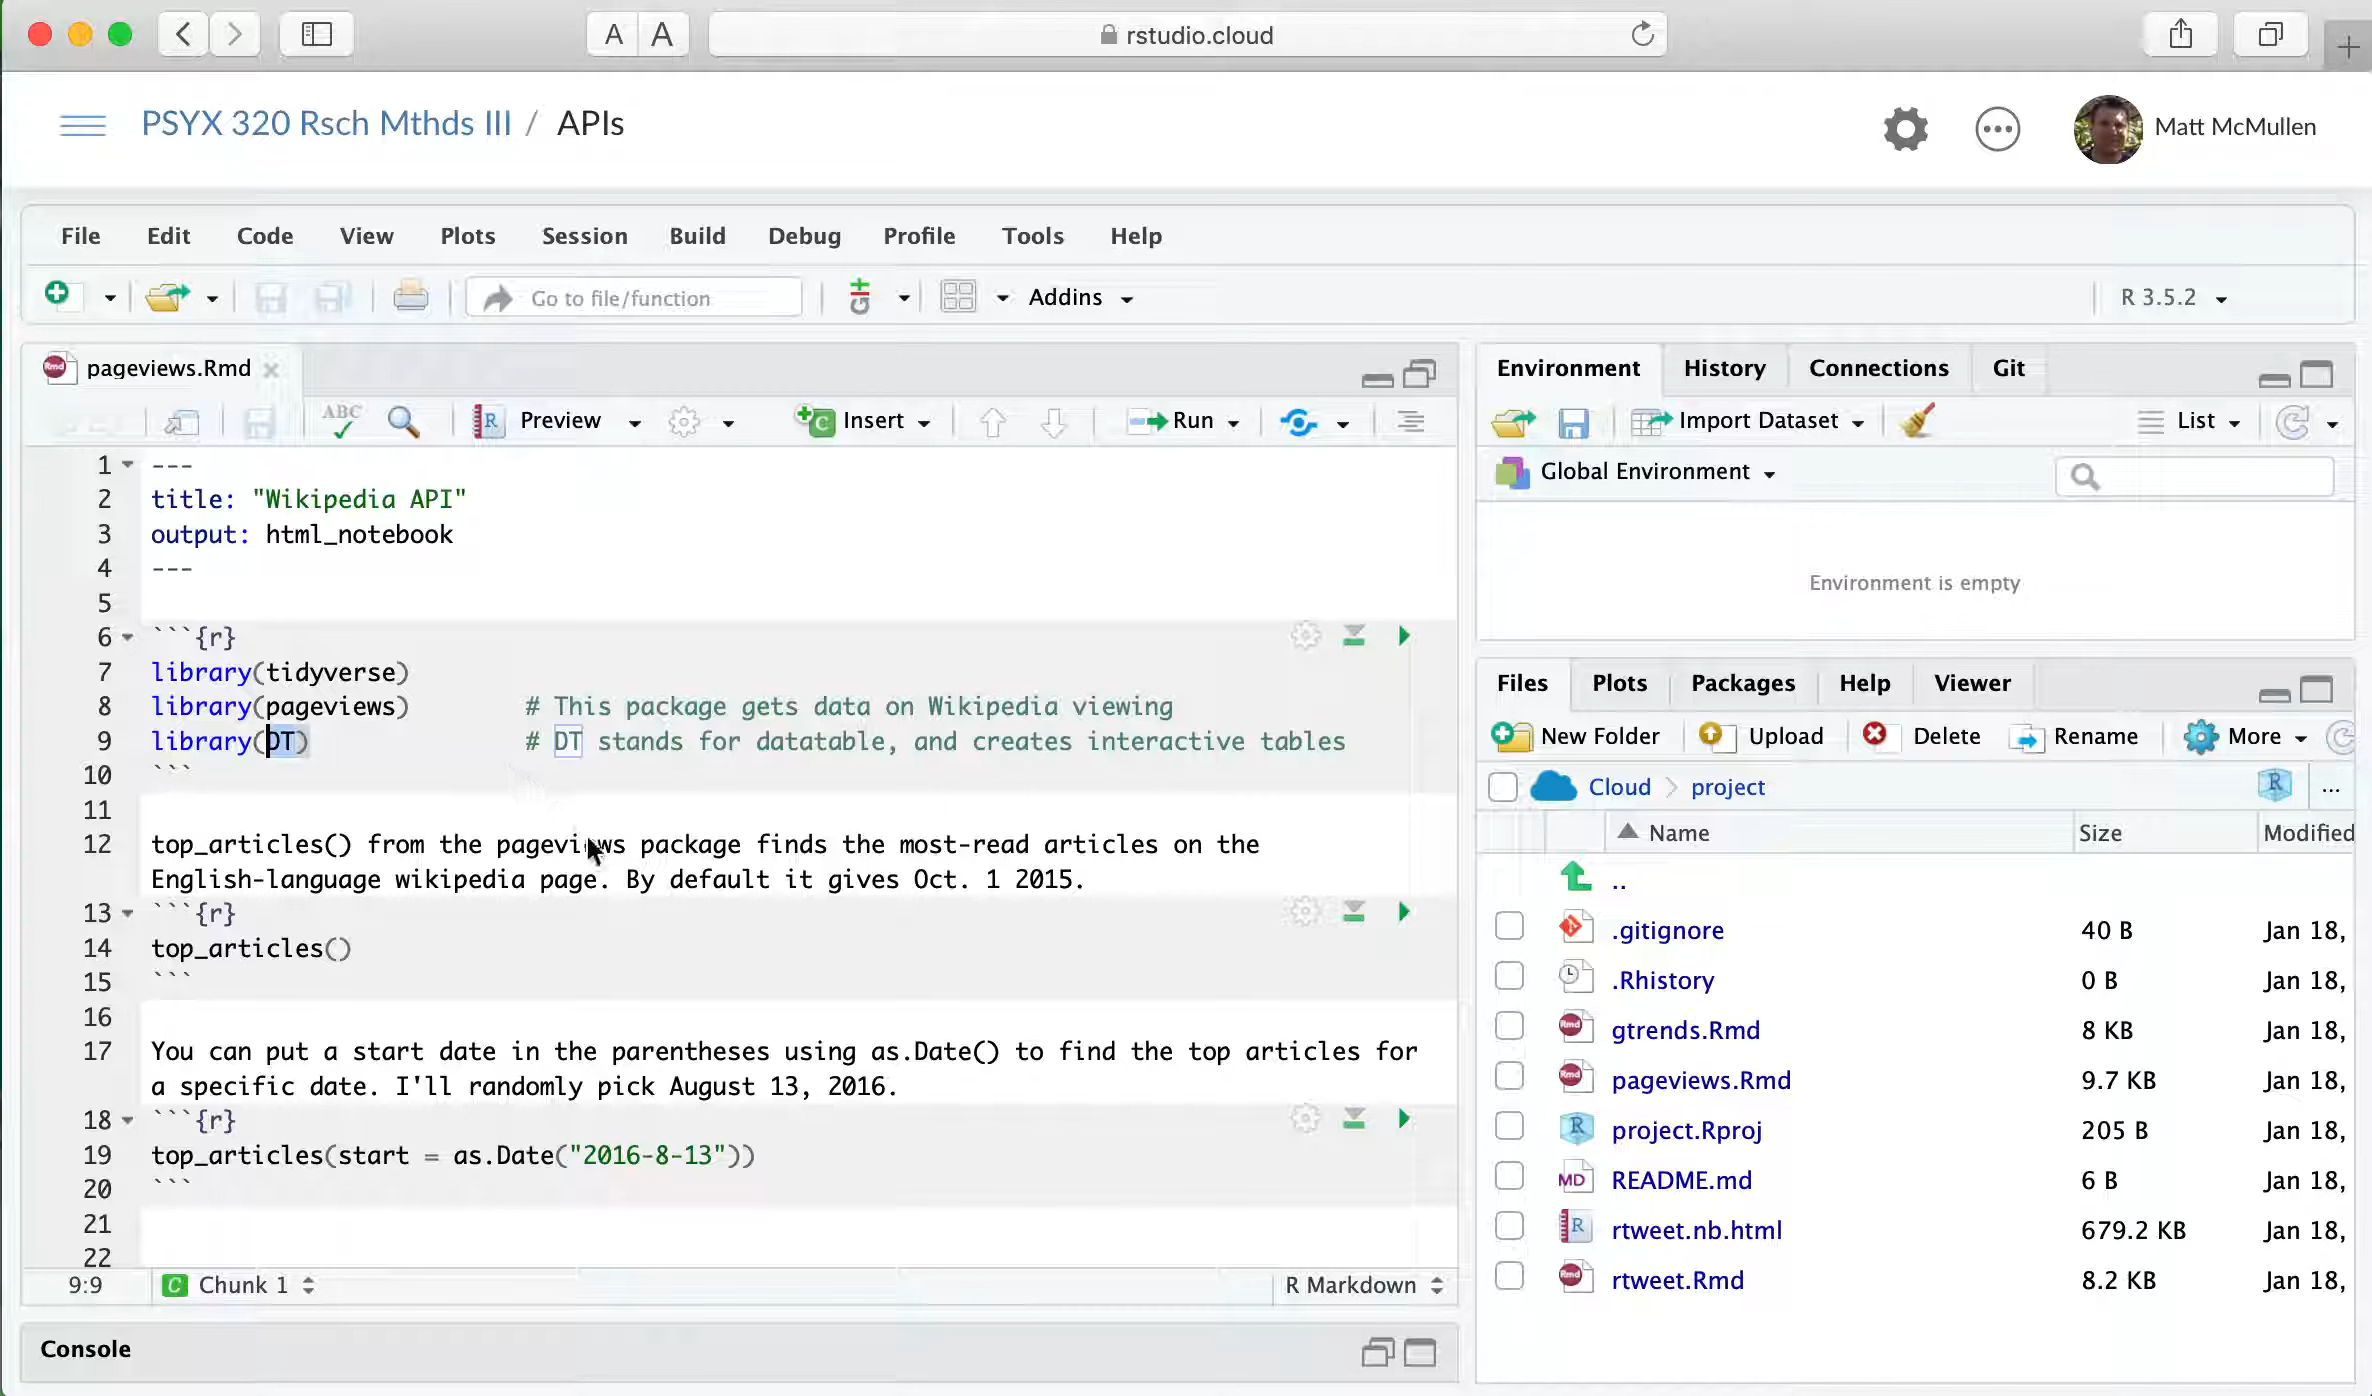 A A
rstudio.cloud
PSYX 320 Rsch Mthds III / APIs
Matt McMullen
File Edit Code View Plots Session Build Debug Profile Tools Help
Go to file/function
Addins
R 3.5.2
pageviews.Rmd
ABC Preview Insert Run
1 ---
2 title: "Wikipedia API"
3 output: html_notebook
4 ---
5
6 ```{r}
7 library(tidyverse)
8 library(pageviews) # This package gets data on Wikipedia viewing
9 library(DT) # DT stands for datatable, and creates interactive tables
10 ```
11
12 top_articles() from the pageviews package finds the most-read articles on the
English-language wikipedia page. By default it gives Oct. 1 2015.
13 ```{r}
14 top_articles()
15 ```
16
17 You can put a start date in the parentheses using as.Date() to find the top articles for
a specific date. I'll randomly pick August 13, 2016.
18 ```{r}
19 top_articles(start = as.Date("2016-8-13"))
20 ```
21
22
9:9 C Chunk 1 R Markdown
Console
Environment History Connections Git
Import Dataset List
Global Environment
Environment is empty
Files Plots Packages Help Viewer
New Folder Upload Delete Rename More
Cloud project R ...
Name Size Modified
..
.gitignore 40 B Jan 18,
.Rhistory 0 B Jan 18,
Rmd gtrends.Rmd 8 KB Jan 18,
Rmd pageviews.Rmd 9.7 KB Jan 18,
R project.Rproj 205 B Jan 18,
MD README.md 6 B Jan 18,
R rtweet.nb.html 679.2 KB Jan 18,
Rmd rtweet.Rmd 8.2 KB Jan 18,